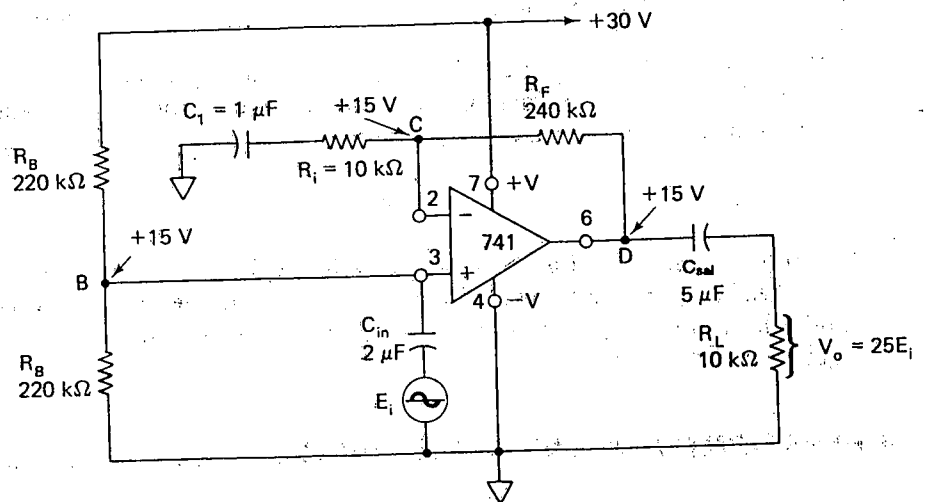 +30 V
R_F
240 kΩ
C₁ = 1 μF
+15 V
C
R_i = 10 kΩ
R_B
220 kΩ
7
+V
2
−
741
6
+15 V
D
+15 V
B
3
+
4
−V
C_sal
5 μF
C_in
2 μF
R_B
220 kΩ
E_i
R_L
10 kΩ
V_o = 25E_i